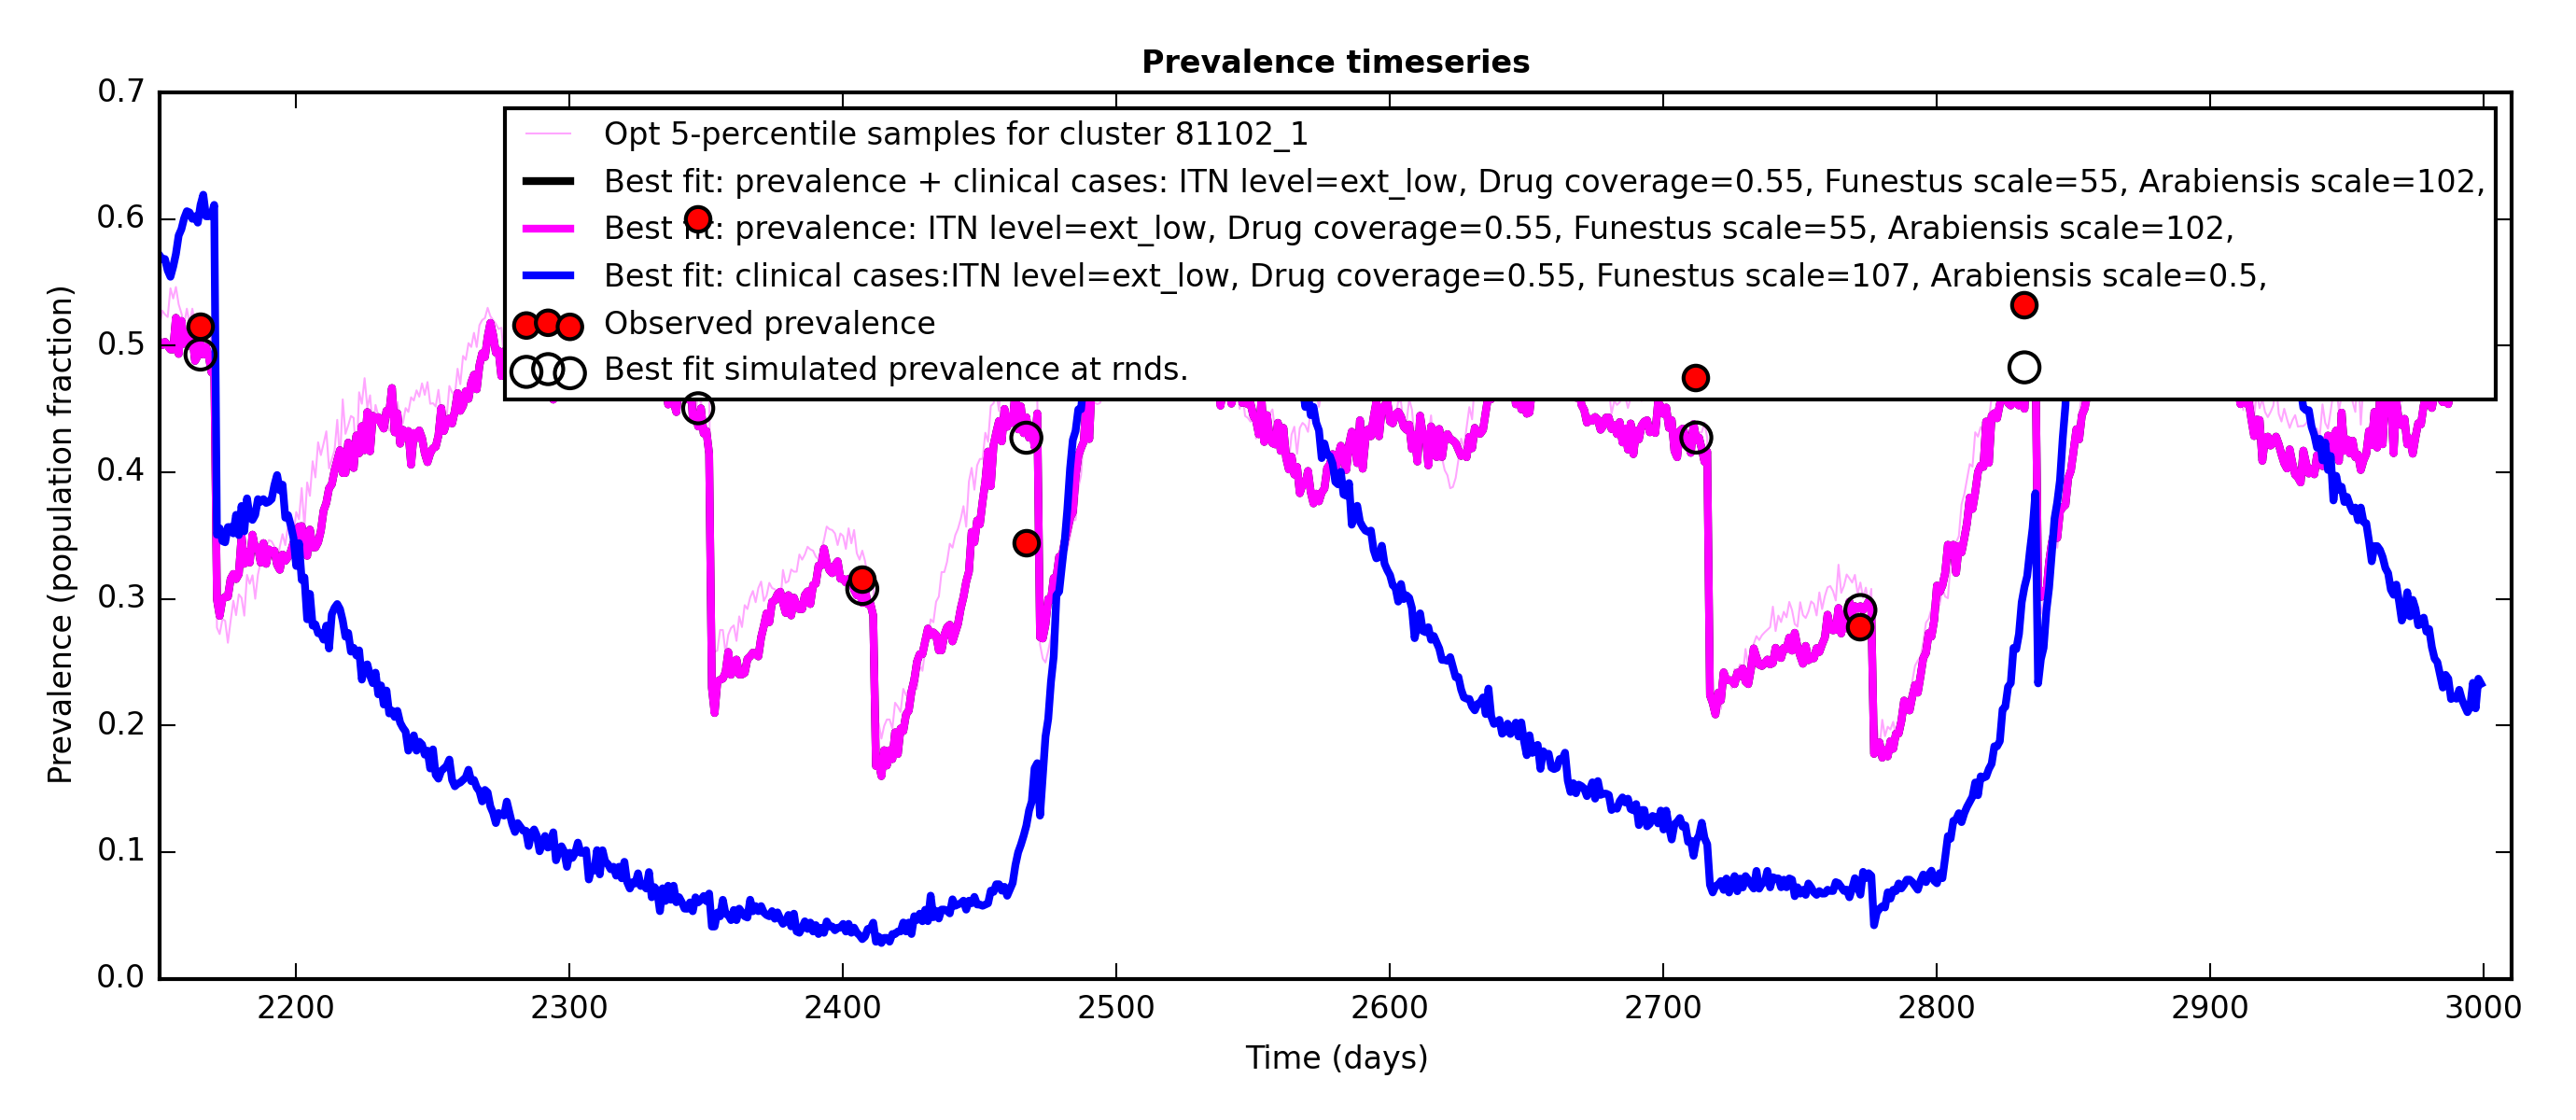 Prevalence timeseries
0.7
0.6
0.5
0.4
0.3
0.2
0.1
0.0
Prevalence (population fraction)
Opt 5-percentile samples for cluster 81102_1
Best fit: prevalence + clinical cases: ITN level=ext_low, Drug coverage=0.55, Funestus scale=55, Arabiensis scale=102,
Best fit: prevalence: ITN level=ext_low, Drug coverage=0.55, Funestus scale=55, Arabiensis scale=102,
Best fit: clinical cases:ITN level=ext_low, Drug coverage=0.55, Funestus scale=107, Arabiensis scale=0.5,
Observed prevalence
Best fit simulated prevalence at rnds.
2200 2300 2400 2500 2600 2700 2800 2900 3000
Time (days)